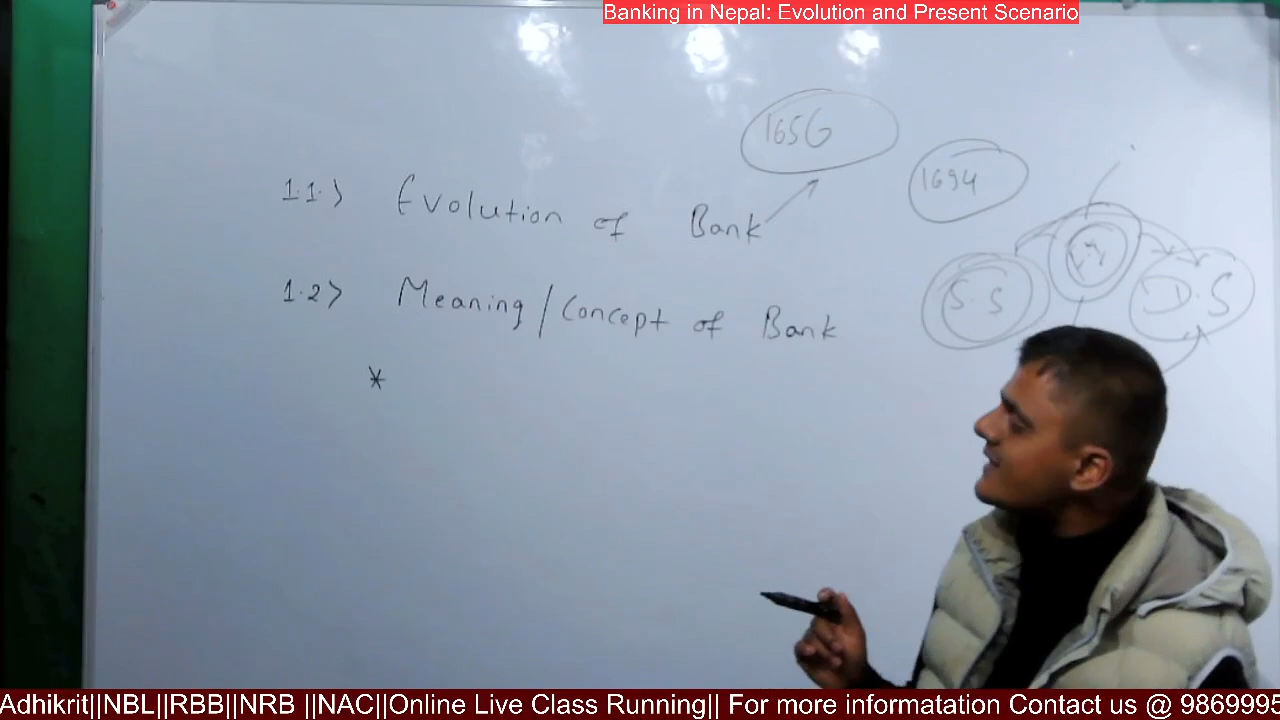 Banking in Nepal: Evolution and Present Scenario
1656
1694
1.1.> Evolution of Bank
S.S
D.S
1.2> Meaning/Concept of Bank
*
Adhikrit||NBL||RBB||NRB ||NAC||Online Live Class Running|| For more informatation Contact us @ 9869995